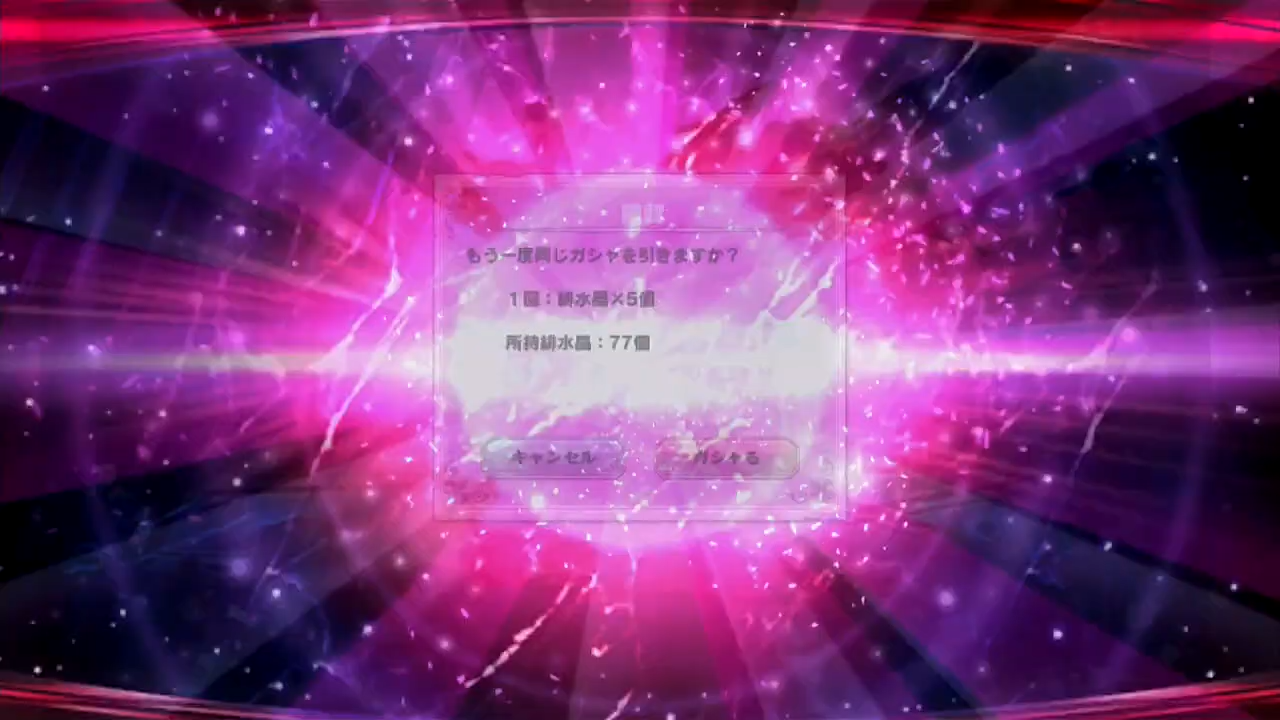 もう一度同じガシャを引きますか？
1回：緋水晶×5個
所持緋水晶：77個
キャンセル
ガシャる